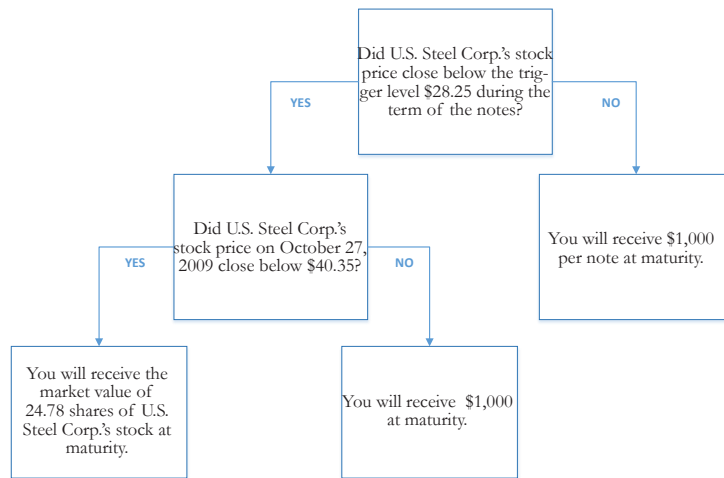 Did U.S. Steel Corp.'s stock
price close below the trig-
ger level $28.25 during the
term of the notes?
YES
NO
Did U.S. Steel Corp.'s
stock price on October 27,
2009 close below $40.35?
You will receive $1,000
per note at maturity.
YES
NO
You will receive the
market value of
24.78 shares of U.S.
Steel Corp.'s stock at
maturity.
You will receive $1,000
at maturity.